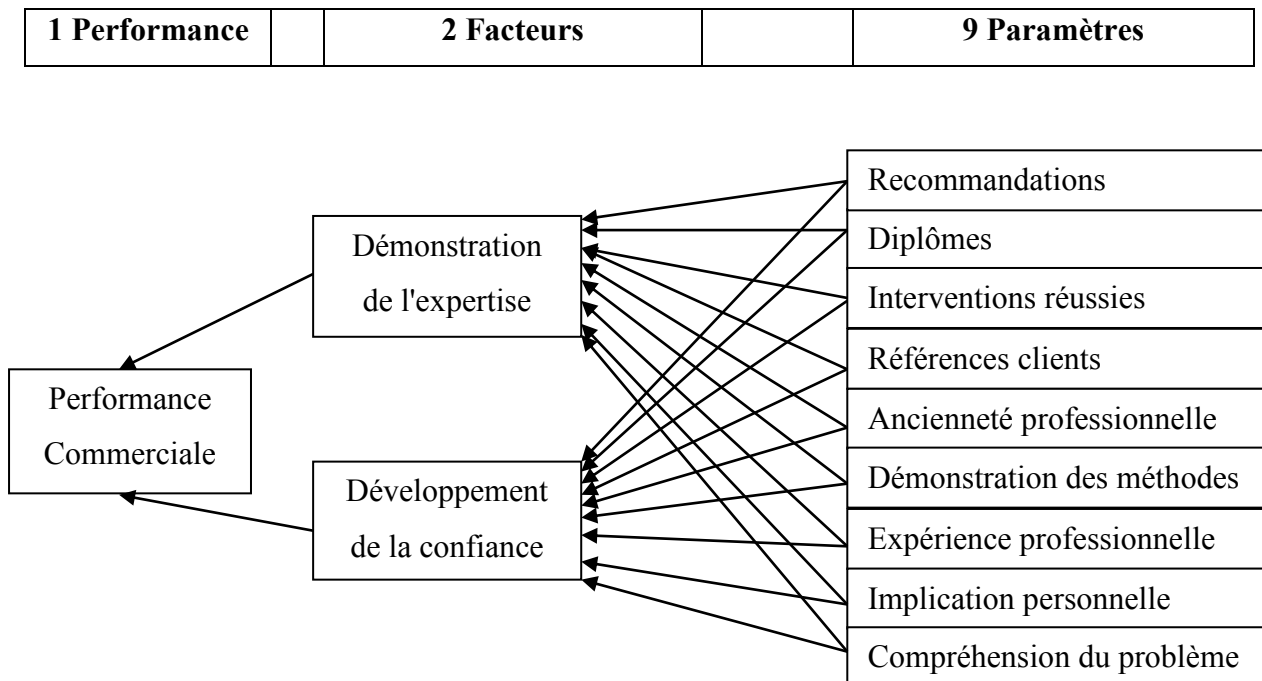 1 Performance 2 Facteurs 9 Paramètres
Recommandations
Diplômes
Interventions réussies
Références clients
Ancienneté professionnelle
Démonstration des méthodes
Expérience professionnelle
Implication personnelle
Compréhension du problème
Démonstration
de l'expertise
Développement
de la confiance
Performance
Commerciale